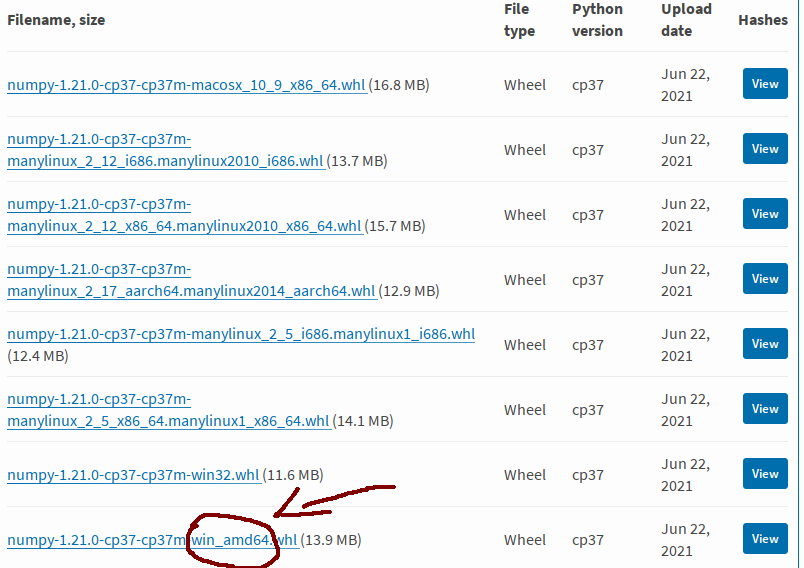 Filename, size File type Python version Upload date Hashes
numpy-1.21.0-cp37-cp37m-macosx_10_9_x86_64.whl (16.8 MB) Wheel cp37 Jun 22, 2021 View
numpy-1.21.0-cp37-cp37m-
manylinux_2_12_i686.manylinux2010_i686.whl (13.7 MB) Wheel cp37 Jun 22, 2021 View
numpy-1.21.0-cp37-cp37m-
manylinux_2_12_x86_64.manylinux2010_x86_64.whl (15.7 MB) Wheel cp37 Jun 22, 2021 View
numpy-1.21.0-cp37-cp37m-
manylinux_2_17_aarch64.manylinux2014_aarch64.whl (12.9 MB) Wheel cp37 Jun 22, 2021 View
numpy-1.21.0-cp37-cp37m-manylinux_2_5_i686.manylinux1_i686.whl
(12.4 MB) Wheel cp37 Jun 22, 2021 View
numpy-1.21.0-cp37-cp37m-
manylinux_2_5_x86_64.manylinux1_x86_64.whl (14.1 MB) Wheel cp37 Jun 22, 2021 View
numpy-1.21.0-cp37-cp37m-win32.whl (11.6 MB) Wheel cp37 Jun 22, 2021 View
numpy-1.21.0-cp37-cp37m-win_amd64.whl (13.9 MB) Wheel cp37 Jun 22, 2021 View